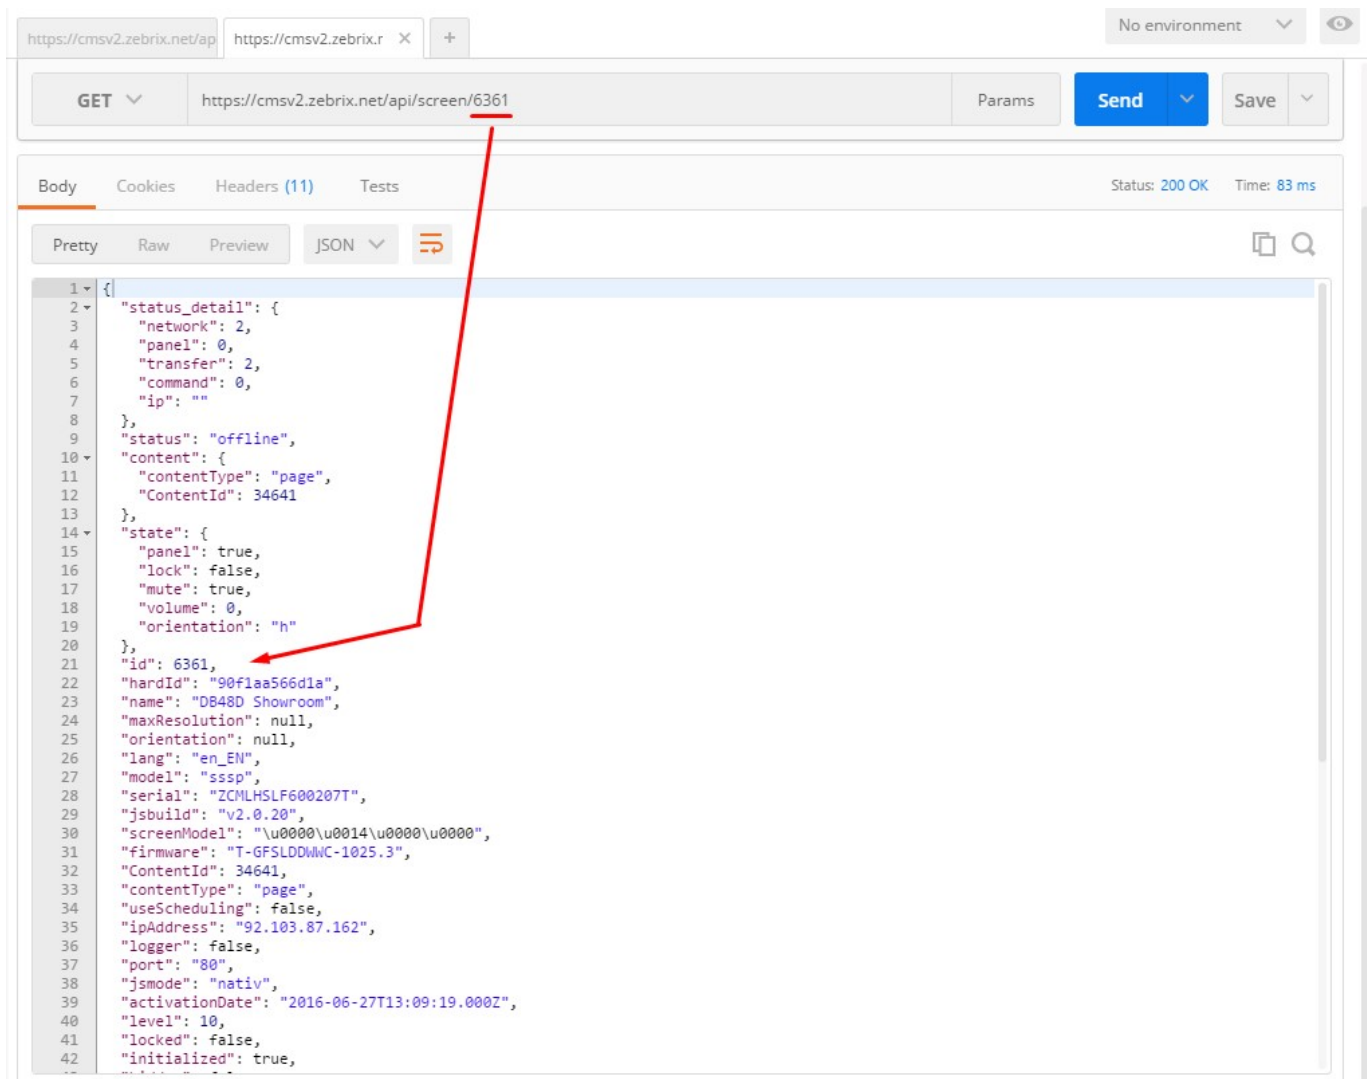 No environment
https://cmsv2.zebrix.net/ap
https://cmsv2.zebrix.r
GET https://cmsv2.zebrix.net/api/screen/6361 Params Send Save
Body Cookies Headers (11) Tests Status: 200 OK Time: 83 ms
Pretty Raw Preview JSON
1 {
2 "status_detail": {
3 "network": 2,
4 "panel": 0,
5 "transfer": 2,
6 "command": 0,
7 "ip": ""
8 },
9 "status": "offline",
10 "content": {
11 "contentType": "page",
12 "ContentId": 34641
13 },
14 "state": {
15 "panel": true,
16 "lock": false,
17 "mute": true,
18 "volume": 0,
19 "orientation": "h"
20 },
21 "id": 6361,
22 "hardId": "90f1aa566d1a",
23 "name": "DB48D Showroom",
24 "maxResolution": null,
25 "orientation": null,
26 "lang": "en_EN",
27 "model": "sssp",
28 "serial": "ZCMLHSLF600207T",
29 "jsbuild": "v2.0.20",
30 "screenModel": "\u0000\u0014\u0000\u0000",
31 "firmware": "T-GFSLDDWWC-1025.3",
32 "ContentId": 34641,
33 "contentType": "page",
34 "useScheduling": false,
35 "ipAddress": "92.103.87.162",
36 "logger": false,
37 "port": "80",
38 "jsmode": "nativ",
39 "activationDate": "2016-06-27T13:09:19.000Z",
40 "level": 10,
41 "locked": false,
42 "initialized": true,